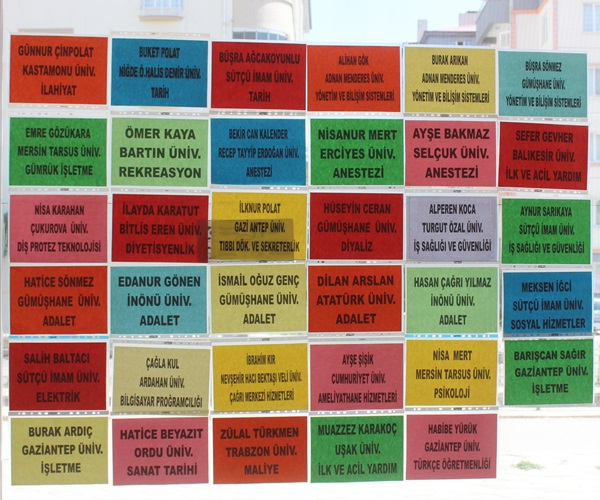 GÜNNUR ÇİNPOLAT
KASTAMONU ÜNİV.
İLAHİYAT
BUKET POLAT
NİĞDE Ö.HALİS DEMİR ÜNİV.
TARİH
BÜŞRA AĞCAKOYUNLU
SÜTÇÜ İMAM ÜNİV.
TARİH
ALİHAN GÖK
ADNAN MENDERES ÜNİV.
YÖNETİM VE BİLİŞİM SİSTEMLERİ
BURAK ARIKAN
ADNAN MENDERES ÜNİV.
YÖNETİM VE BİLİŞİM SİSTEMLERİ
BÜŞRA SÖNMEZ
GÜMÜŞHANE ÜNİV.
YÖNETİM VE BİLİŞİM SİSTEMLERİ
EMRE GÖZÜKARA
MERSİN TARSUS ÜNİV.
GÜMRÜK İŞLETME
ÖMER KAYA
BARTIN ÜNİV.
REKREASYON
BEKİR CAN KALENDER
RECEP TAYYİP ERDOĞAN ÜNİV.
ANESTEZİ
NİSANUR MERT
ERCİYES ÜNİV.
ANESTEZİ
AYŞE BAKMAZ
SELÇUK ÜNİV.
ANESTEZİ
SEFER GEVHER
BALIKESİR ÜNİV.
İLK VE ACİL YARDIM
NİSA KARAHAN
ÇUKUROVA ÜNİV.
DİŞ PROTEZ TEKNOLOJİSİ
İLAYDA KARATUT
BİTLİS EREN ÜNİV.
DİYETİSYENLİK
İLKNUR POLAT
GAZİ ANTEP ÜNİV.
TIBBI DÖK. VE SEKRETERLİK
HÜSEYİN CERAN
GÜMÜŞHANE ÜNİV.
DİYALİZ
ALPEREN KOCA
TURGUT ÖZAL ÜNİV.
İŞ SAĞLIĞI VE GÜVENLİĞİ
AYNUR SARIKAYA
SÜTÇÜ İMAM ÜNİV.
İŞ SAĞLIĞI VE GÜVENLİĞİ
HATİCE SÖNMEZ
GÜMÜŞHANE ÜNİV.
ADALET
EDANUR GÖNEN
İNÖNÜ ÜNİV.
ADALET
İSMAİL OĞUZ GENÇ
GÜMÜŞHANE ÜNİV.
ADALET
DİLAN ARSLAN
ATATÜRK ÜNİV.
ADALET
HASAN ÇAĞRI YILMAZ
İNÖNÜ ÜNİV.
ADALET
MEKSEN İĞCİ
SÜTÇÜ İMAM ÜNİV.
SOSYAL HİZMETLER
SALİH BALTACI
SÜTÇÜ İMAM ÜNİV.
ELEKTRİK
ÇAĞLA KUL
ARDAHAN ÜNİV.
BİLGİSAYAR PROĞRAMCILIĞI
İBRAHİM KIR
NEVŞEHİR HACI BEKTAŞI VELİ ÜNİV.
ÇAĞRI MERKEZİ HİZMETLERİ
AYŞE ŞİŞİK
CUMHURİYET ÜNİV.
AMELİYATHANE HİZMETLERİ
NİSA MERT
MERSİN TARSUS ÜNİV.
PSİKOLOJİ
BARIŞCAN SAĞIR
GAZİANTEP ÜNİV.
İŞLETME
BURAK ARDIÇ
GAZİANTEP ÜNİV.
İŞLETME
HATİCE BEYAZIT
ORDU ÜNİV.
SANAT TARİHİ
ZÜLAL TÜRKMEN
TRABZON ÜNİV.
MALİYE
MUAZZEZ KARAKOÇ
UŞAK ÜNİV.
İLK VE ACİL YARDIM
HABİBE YÜRÜK
GAZİANTEP ÜNİV.
TÜRKÇE ÖĞRETMENLİĞİ